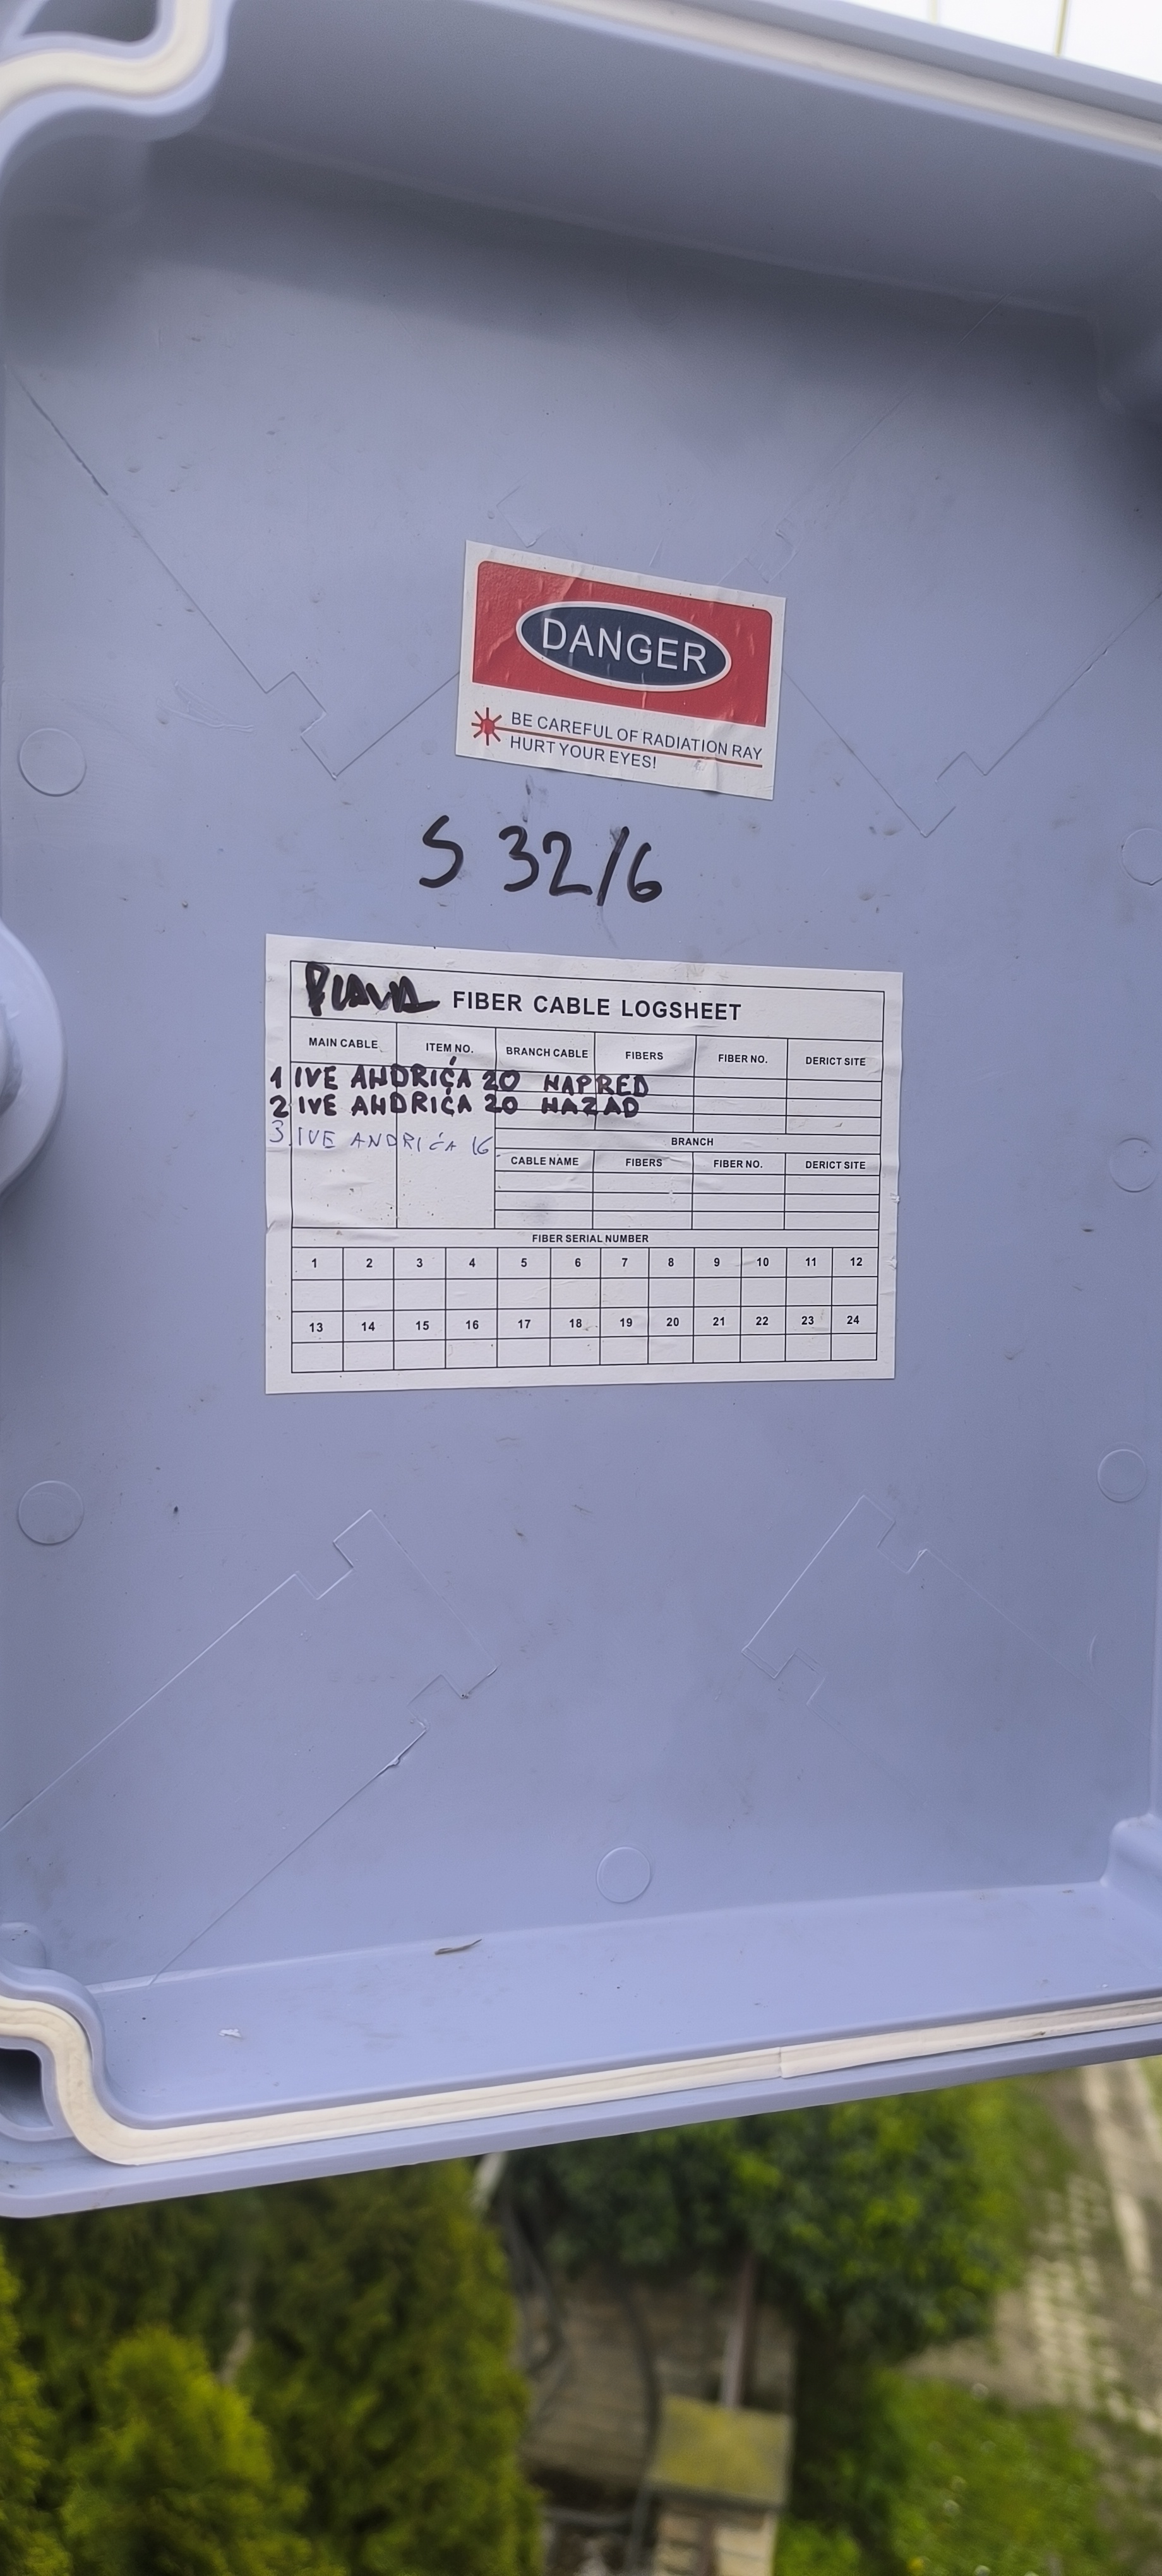 DANGER
BE CAREFUL OF RADIATION RAY
HURT YOUR EYES!
S 32/6
PLAVA FIBER CABLE LOGSHEET
MAIN CABLE ITEM NO. BRANCH CABLE FIBERS FIBER NO. DERICT SITE
1 IVE ANDRIĆA 20 NAPRED
2 IVE ANDRIĆA 20 NAZAD
3. IVE ANDRIĆA 16
BRANCH
CABLE NAME FIBERS FIBER NO. DERICT SITE
FIBER SERIAL NUMBER
1 2 3 4 5 6 7 8 9 10 11 12
13 14 15 16 17 18 19 20 21 22 23 24